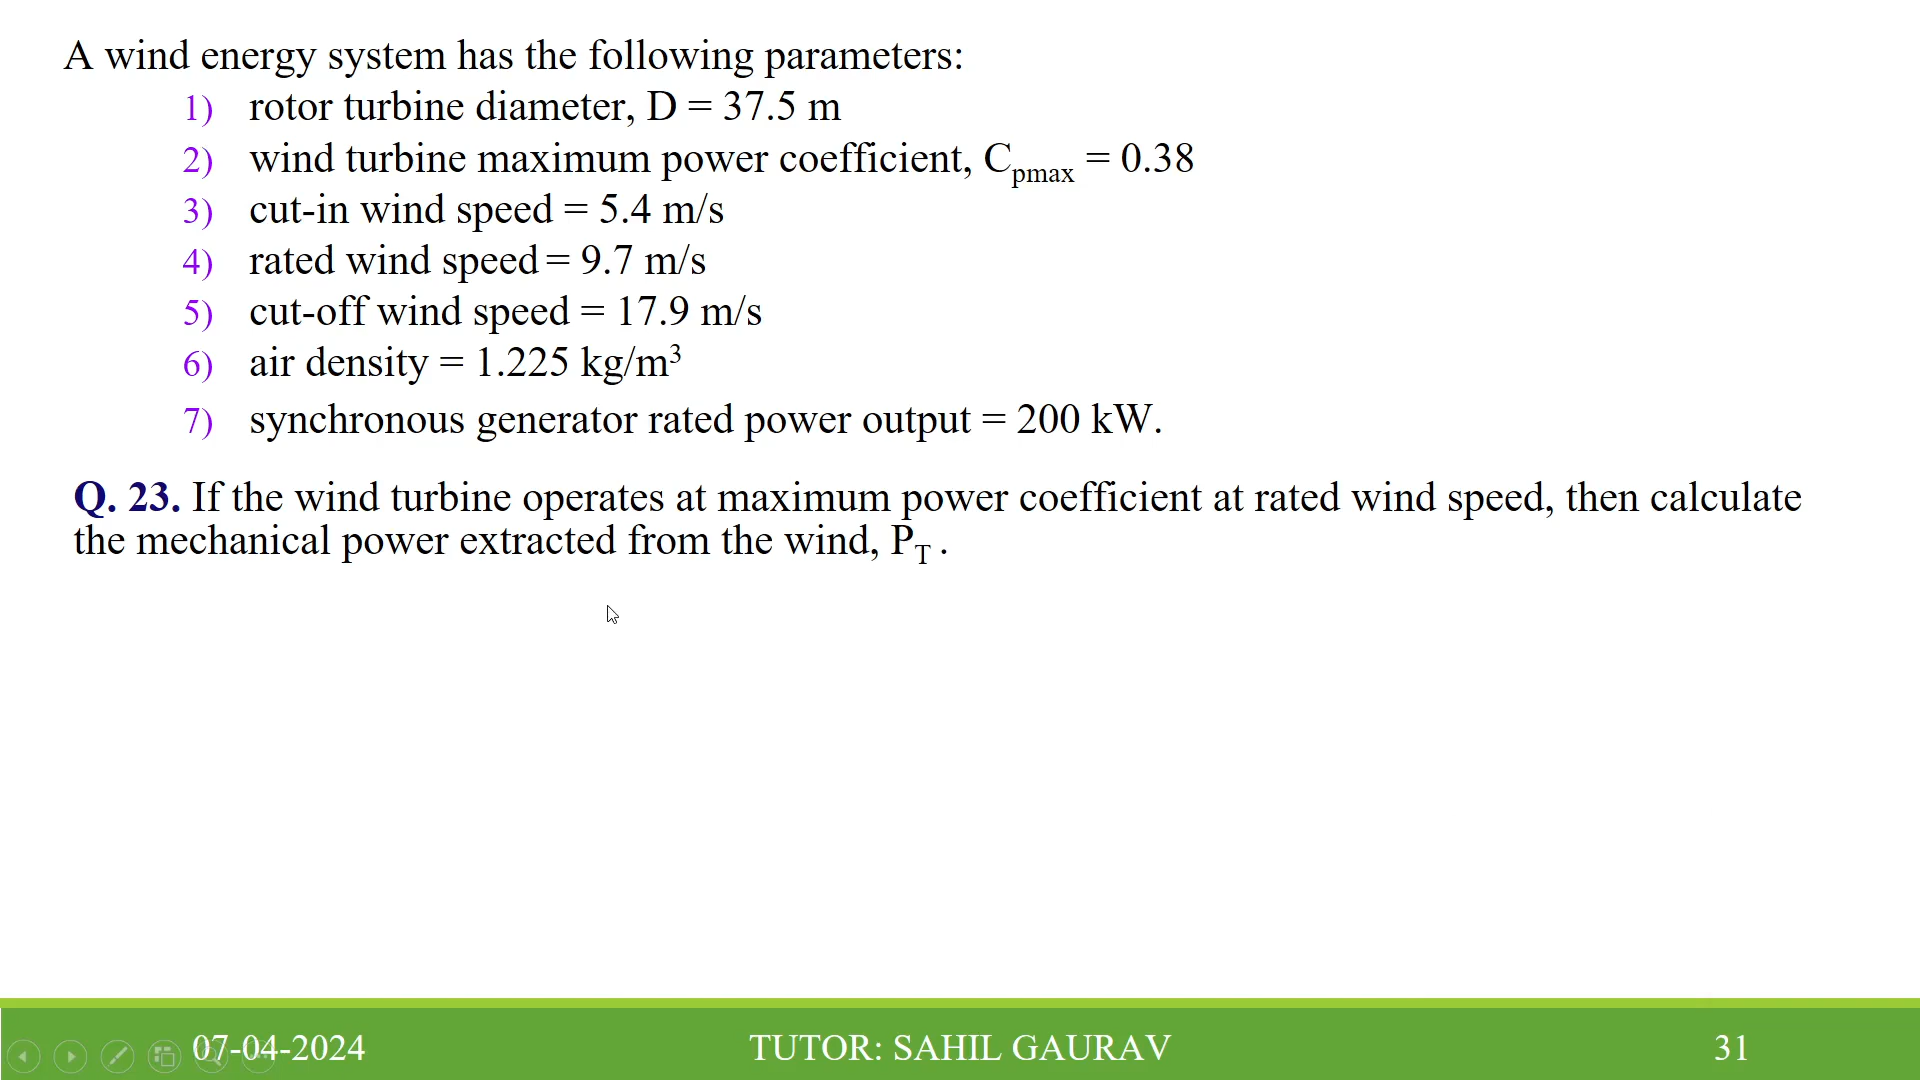 A wind energy system has the following parameters:
1) rotor turbine diameter, D = 37.5 m
2) wind turbine maximum power coefficient, Cpmax = 0.38
3) cut-in wind speed = 5.4 m/s
4) rated wind speed = 9.7 m/s
5) cut-off wind speed = 17.9 m/s
6) air density = 1.225 kg/m³
7) synchronous generator rated power output = 200 kW.
Q. 23. If the wind turbine operates at maximum power coefficient at rated wind speed, then calculate
the mechanical power extracted from the wind, PT .
07-04-2024 TUTOR: SAHIL GAURAV 31